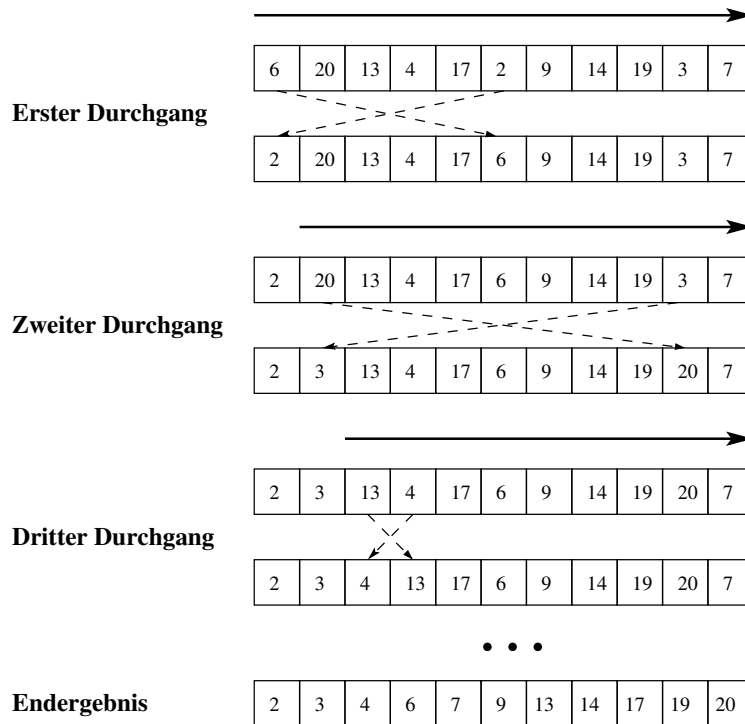 6 20 13 4 17 2 9 14 19 3 7
Erster Durchgang
2 20 13 4 17 6 9 14 19 3 7
2 20 13 4 17 6 9 14 19 3 7
Zweiter Durchgang
2 3 13 4 17 6 9 14 19 20 7
2 3 13 4 17 6 9 14 19 20 7
Dritter Durchgang
2 3 4 13 17 6 9 14 19 20 7
• • •
Endergebnis 2 3 4 6 7 9 13 14 17 19 20